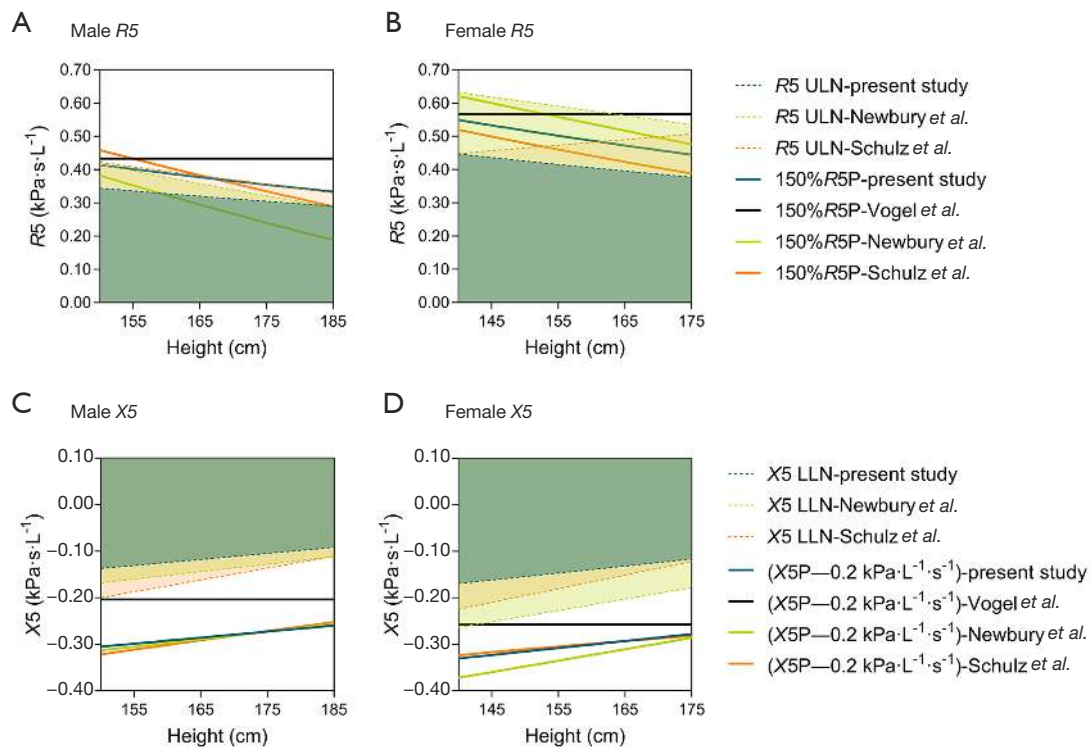 A Male R5
B Female R5
R5 (kPa·s·L⁻¹)
0.70
0.60
0.50
0.40
0.30
0.20
0.10
0.00
155 165 175 185
Height (cm)
R5 (kPa·s·L⁻¹)
0.70
0.60
0.50
0.40
0.30
0.20
0.10
0.00
145 155 165 175
Height (cm)
R5 ULN-present study
R5 ULN-Newbury et al.
R5 ULN-Schulz et al.
150%R5P-present study
150%R5P-Vogel et al.
150%R5P-Newbury et al.
150%R5P-Schulz et al.
C Male X5
D Female X5
X5 (kPa·s·L⁻¹)
0.10
0.00
−0.10
−0.20
−0.30
−0.40
155 165 175 185
Height (cm)
X5 (kPa·s·L⁻¹)
0.10
0.00
−0.10
−0.20
−0.30
−0.40
145 155 165 175
Height (cm)
X5 LLN-present study
X5 LLN-Newbury et al.
X5 LLN-Schulz et al.
(X5P—0.2 kPa·L⁻¹·s⁻¹)-present study
(X5P—0.2 kPa·L⁻¹·s⁻¹)-Vogel et al.
(X5P—0.2 kPa·L⁻¹·s⁻¹)-Newbury et al.
(X5P—0.2 kPa·L⁻¹·s⁻¹)-Schulz et al.